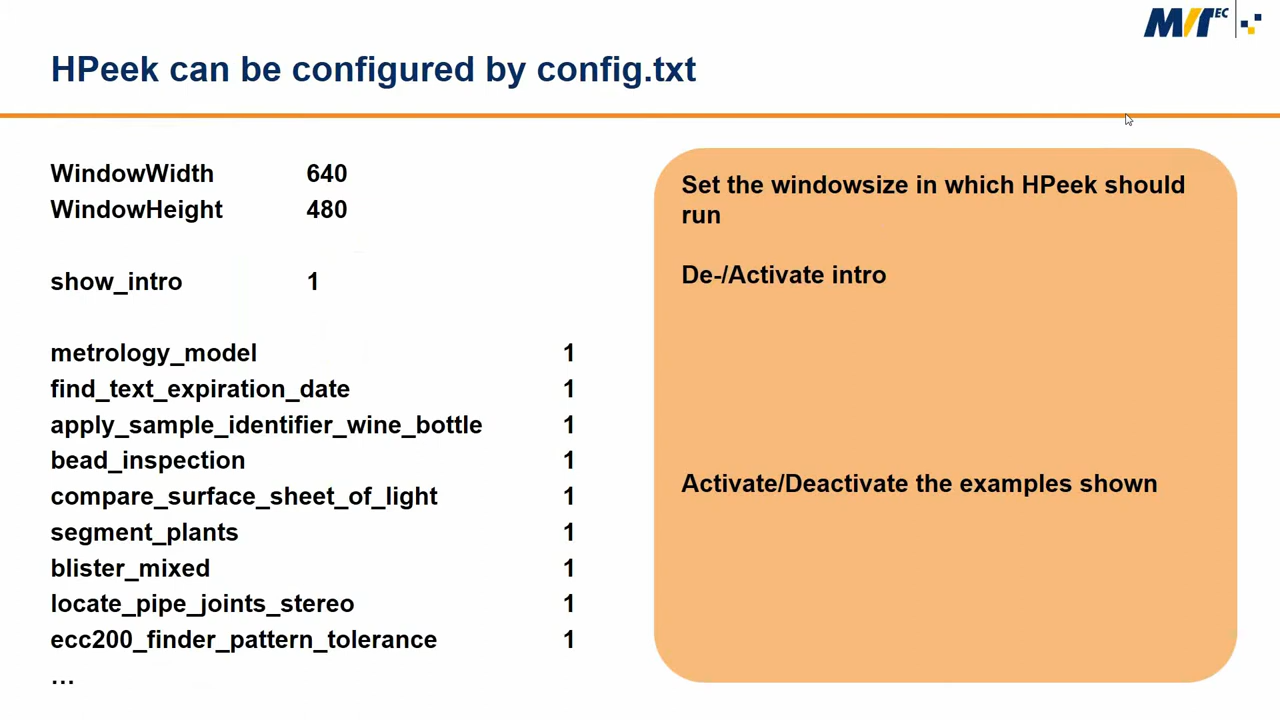 MVTEC
HPeek can be configured by config.txt
WindowWidth 640
WindowHeight 480
show_intro 1
metrology_model 1
find_text_expiration_date 1
apply_sample_identifier_wine_bottle 1
bead_inspection 1
compare_surface_sheet_of_light 1
segment_plants 1
blister_mixed 1
locate_pipe_joints_stereo 1
ecc200_finder_pattern_tolerance 1
...
Set the windowsize in which HPeek should
run
De-/Activate intro
Activate/Deactivate the examples shown